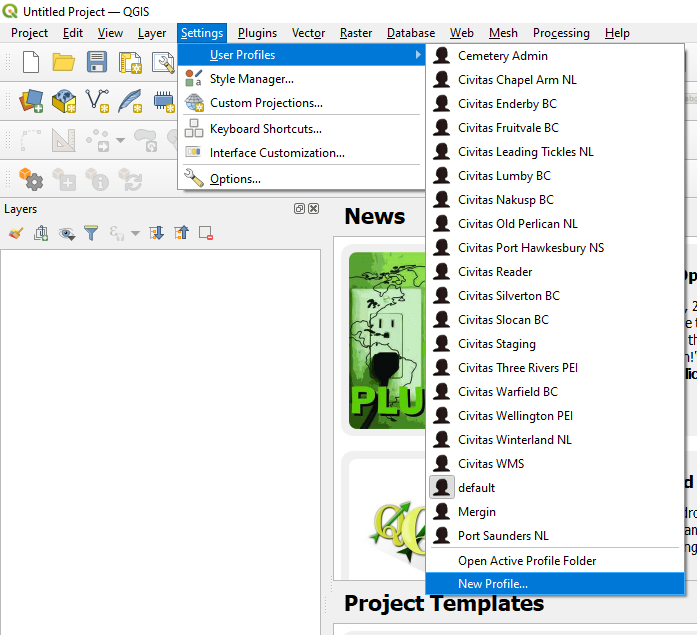 Untitled Project — QGIS
Project Edit View Layer Settings Plugins Vector Raster Database Web Mesh Processing Help
User Profiles
Style Manager...
Custom Projections...
Keyboard Shortcuts...
Interface Customization...
Options...
Cemetery Admin
Civitas Chapel Arm NL
Civitas Enderby BC
Civitas Fruitvale BC
Civitas Leading Tickles NL
Civitas Lumby BC
Civitas Nakusp BC
Civitas Old Perlican NL
Civitas Port Hawkesbury NS
Civitas Reader
Civitas Silverton BC
Civitas Slocan BC
Civitas Staging
Civitas Three Rivers PEI
Civitas Warfield BC
Civitas Wellington PEI
Civitas Winterland NL
Civitas WMS
default
Mergin
Port Saunders NL
Open Active Profile Folder
New Profile...
Layers
News
PLU
Project Templates